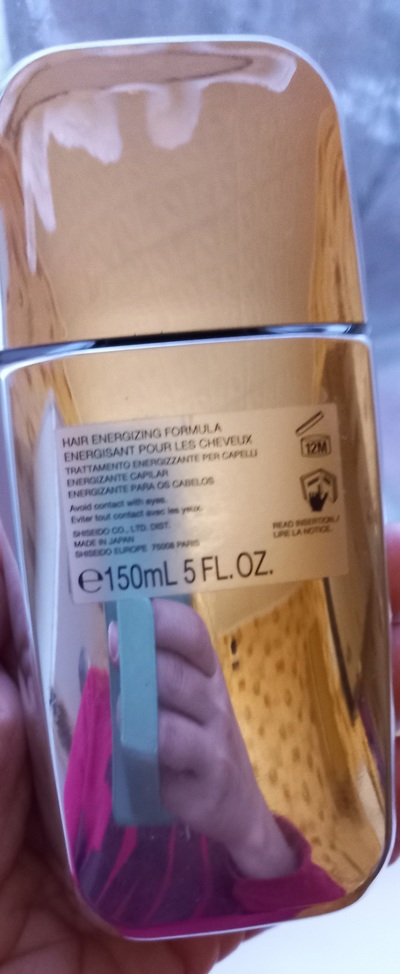 HAIR ENERGIZING FORMULA
ENERGISANT POUR LES CHEVEUX
TRATTAMENTO ENERGIZZANTE PER CAPELLI
ENERGIZANTE CAPILAR
ENERGIZANTE PARA OS CABELOS
Avoid contact with eyes.
Eviter tout contact avec les yeux.
SHISEIDO CO., LTD. DIST.
MADE IN JAPAN
SHISEIDO EUROPE 75008 PARIS
℮150mL 5 FL. OZ.
12M
READ INSERTION./
LIRE LA NOTICE.